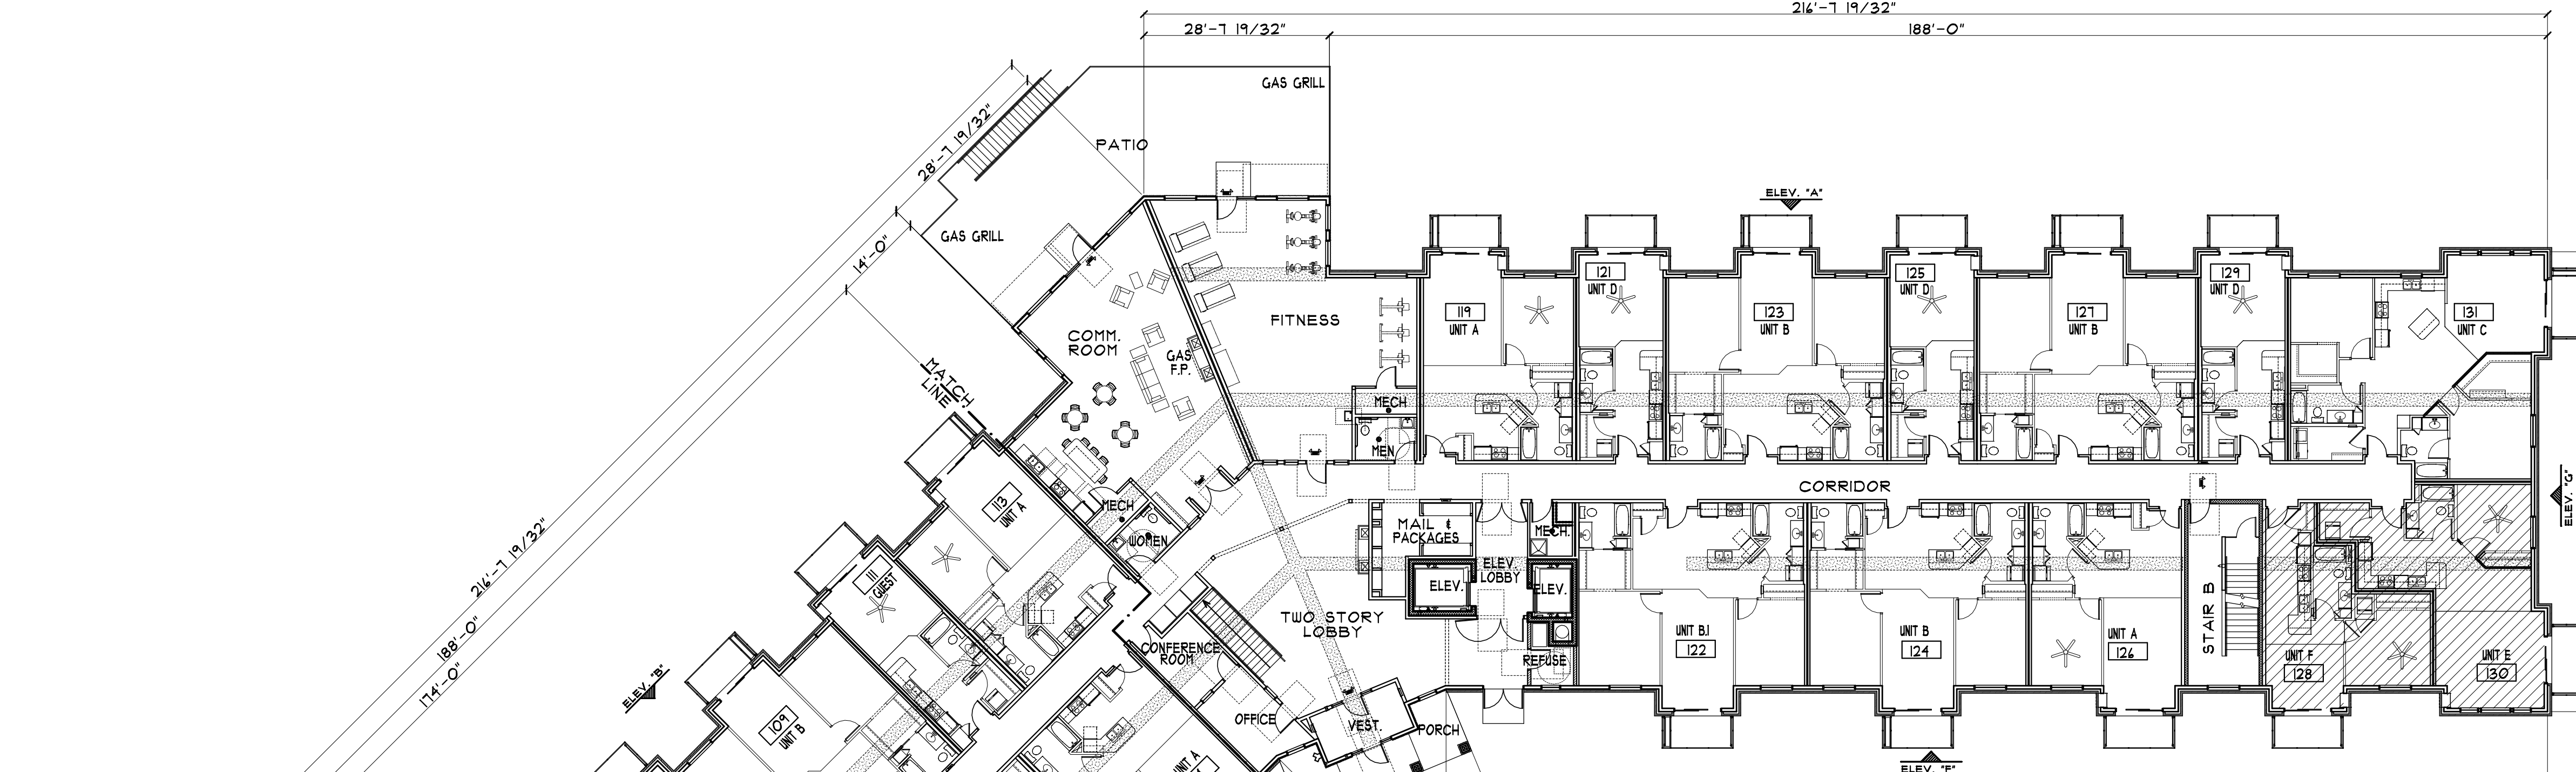 216'-7 19/32"
28'-7 19/32"
188'-0"
GAS GRILL
28'-7 19/32"
PATIO
ELEV. "A"
GAS GRILL
14'-0"
121
UNIT D
125
UNIT D
129
UNIT D
119
UNIT A
123
UNIT B
127
UNIT B
131
UNIT C
FITNESS
COMM.
ROOM
GAS
F.P.
MATCH
LINE
MECH
MEN
CORRIDOR
ELEV. "G"
113
UNIT A
MECH
WOMEN
MAIL &
PACKAGES
MECH.
ELEV.
LOBBY
ELEV.
ELEV.
111
GUEST
216'-7 19/32"
188'-0"
174'-0"
TWO STORY
LOBBY
CONFERENCE
ROOM
REFUSE
UNIT B.1
122
UNIT B
124
UNIT A
126
STAIR B
UNIT F
128
UNIT E
130
ELEV. "B"
109
UNIT B
OFFICE
VEST.
PORCH
UNIT A
ELEV. "F"